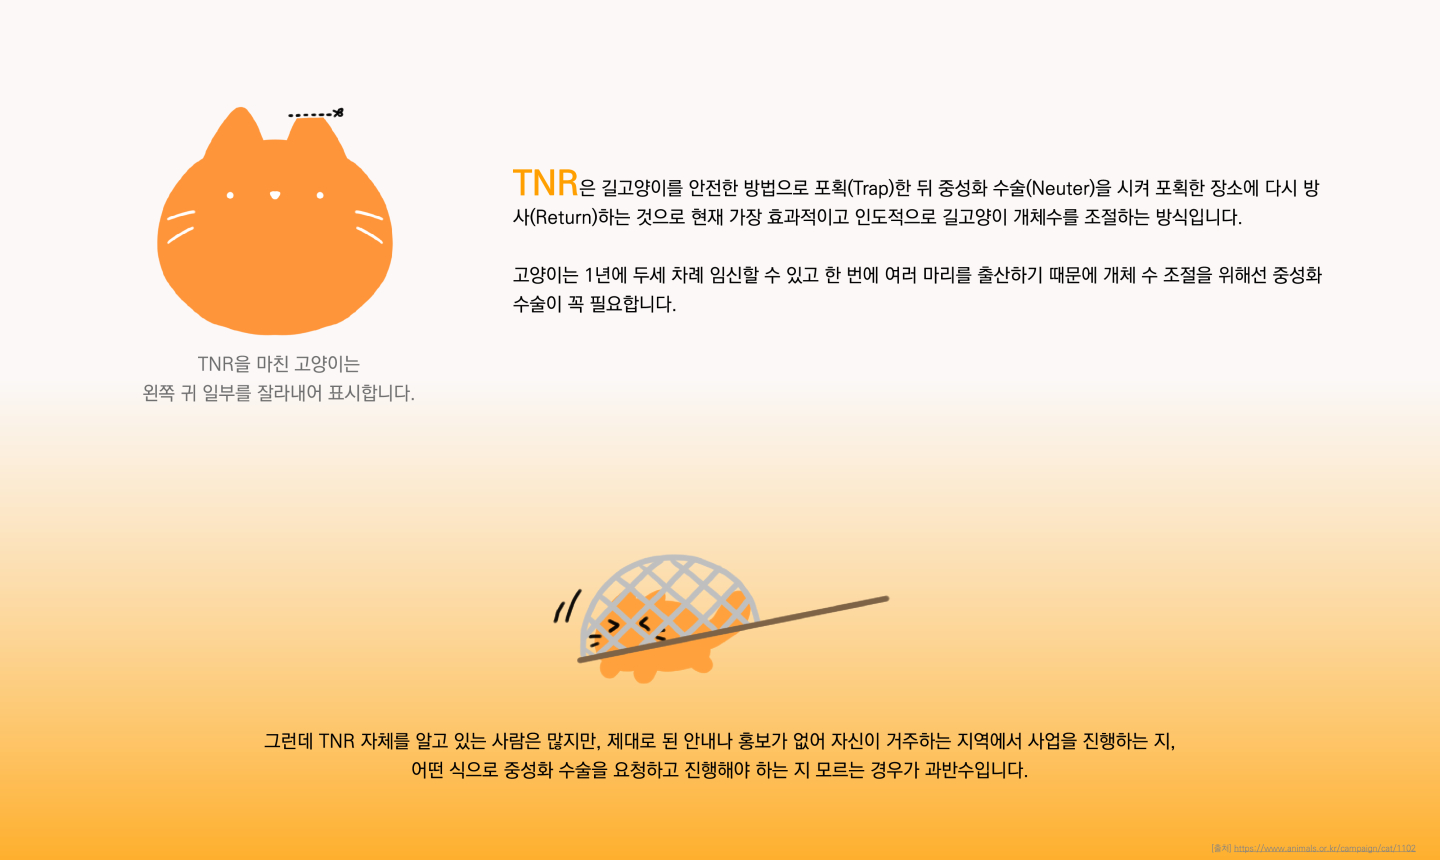 TNR은 길고양이를 안전한 방법으로 포획(Trap)한 뒤 중성화 수술(Neuter)을 시켜 포획한 장소에 다시 방
사(Return)하는 것으로 현재 가장 효과적이고 인도적으로 길고양이 개체수를 조절하는 방식입니다.
고양이는 1년에 두세 차례 임신할 수 있고 한 번에 여러 마리를 출산하기 때문에 개체 수 조절을 위해선 중성화
수술이 꼭 필요합니다.
TNR을 마친 고양이는
왼쪽 귀 일부를 잘라내어 표시합니다.
그런데 TNR 자체를 알고 있는 사람은 많지만, 제대로 된 안내나 홍보가 없어 자신이 거주하는 지역에서 사업을 진행하는 지,
어떤 식으로 중성화 수술을 요청하고 진행해야 하는 지 모르는 경우가 과반수입니다.
[출처] https://www.animals.or.kr/campaign/cat/1102